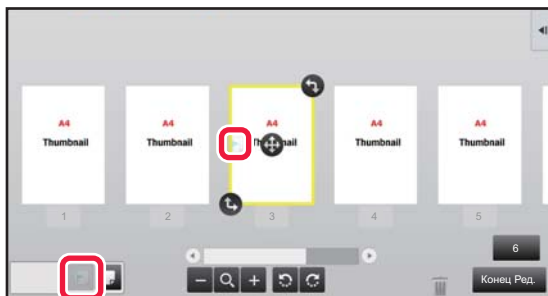 A4 A4 A4 A4 A4
Thumbnail Thumbnail Thumbnail Thumbnail
1 2 3 4 5
6
Конец Ред.